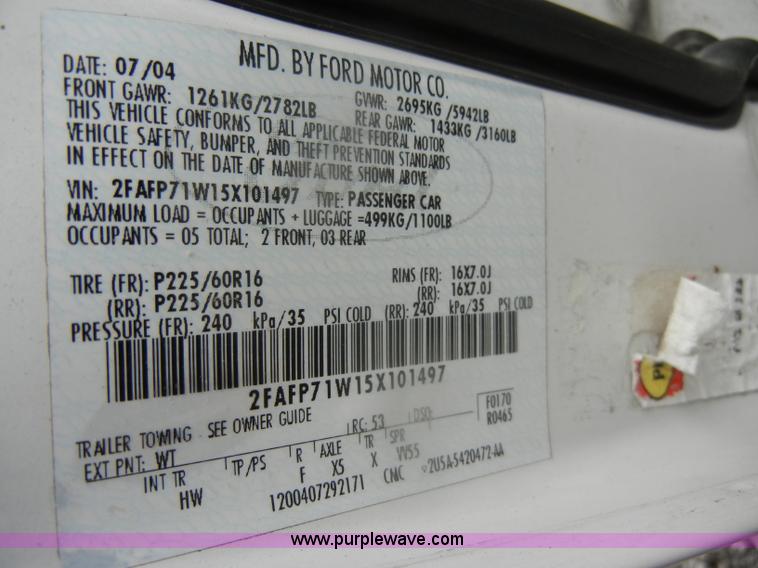 MFD. BY FORD MOTOR CO.
DATE: 07/04
FRONT GAWR: 1261KG/2782LB GVWR: 2695KG/5942LB
REAR GAWR: 1433KG/3160LB
THIS VEHICLE CONFORMS TO ALL APPLICABLE FEDERAL MOTOR
VEHICLE SAFETY, BUMPER, AND THEFT PREVENTION STANDARDS
IN EFFECT ON THE DATE OF MANUFACTURE SHOWN ABOVE.
VIN: 2FAFP71W15X101497 TYPE: PASSENGER CAR
MAXIMUM LOAD = OCCUPANTS + LUGGAGE =499KG/1100LB
OCCUPANTS = 05 TOTAL; 2 FRONT, 03 REAR
TIRE (FR): P225/60R16 RIMS (FR): 16X7.0J
(RR): P225/60R16 (RR): 16X7.0J
PRESSURE (FR): 240 kPa/35 PSI COLD (RR): 240 kPa/35 PSI COLD
2FAFP71W15X101497
TRAILER TOWING - SEE OWNER GUIDE RC: 53 DSO: F0170
R0465
EXT PNT: WT TP/PS R AXLE TR SPR
INT TR F X5 X VV55
HW 1200407292171 CNC 2U5A-5420472-AA
www.purplewave.com